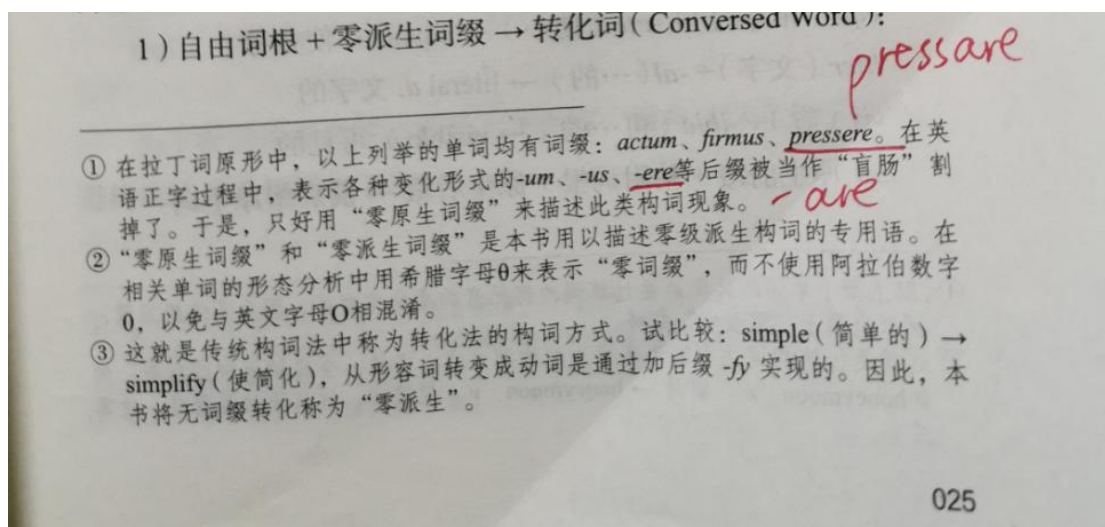 1）自由词根 + 零派生词缀 → 转化词( Conversed Word )：
pressare
① 在拉丁词原形中，以上列举的单词均有词缀：actum、firmus、pressere。在英
语正字过程中，表示各种变化形式的-um、-us、-ere等后缀被当作“盲肠”割
掉了。于是，只好用“零原生词缀”来描述此类构词现象。
-are
② “零原生词缀”和“零派生词缀”是本书用以描述零级派生构词的专用语。在
相关单词的形态分析中用希腊字母θ来表示“零词缀”，而不使用阿拉伯数字
0，以免与英文字母O相混淆。
③ 这就是传统构词法中称为转化法的构词方式。试比较：simple ( 简单的 ) →
simplify ( 使简化 )，从形容词转变成动词是通过加后缀 -fy 实现的。因此，本
书将无词缀转化称为“零派生”。
025